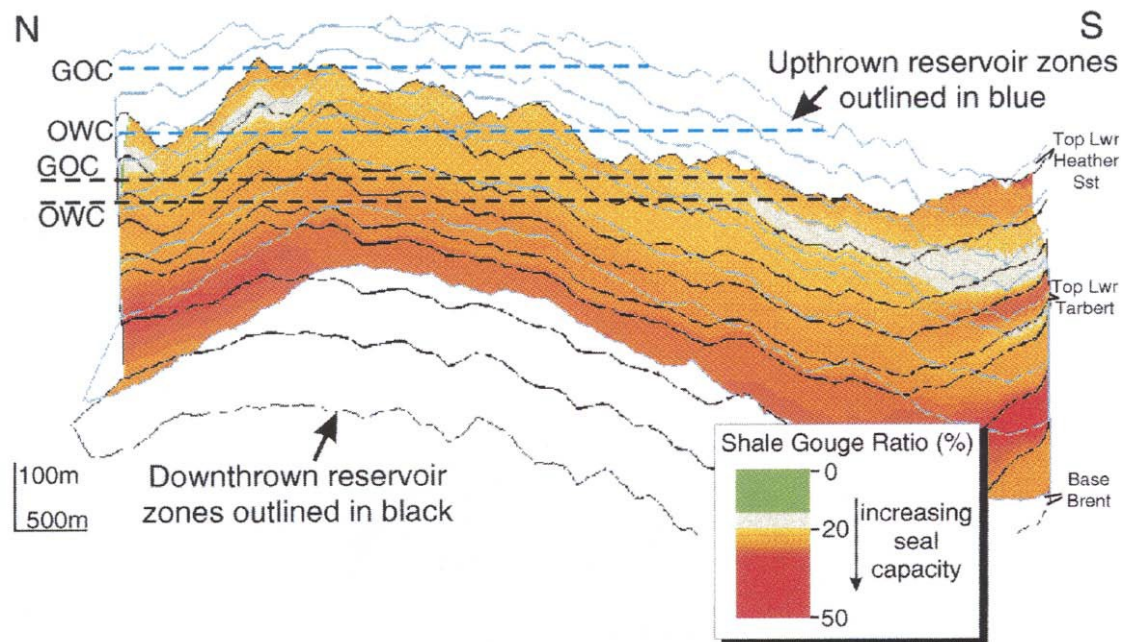 N
S
GOC
OWC
GOC
OWC
Upthrown reservoir zones
outlined in blue
Top Lwr
Heather
Sst
Top Lwr
Tarbert
Base
Brent
Downthrown reservoir
zones outlined in black
100m
500m
Shale Gouge Ratio (%)
0
20
50
increasing
seal
capacity